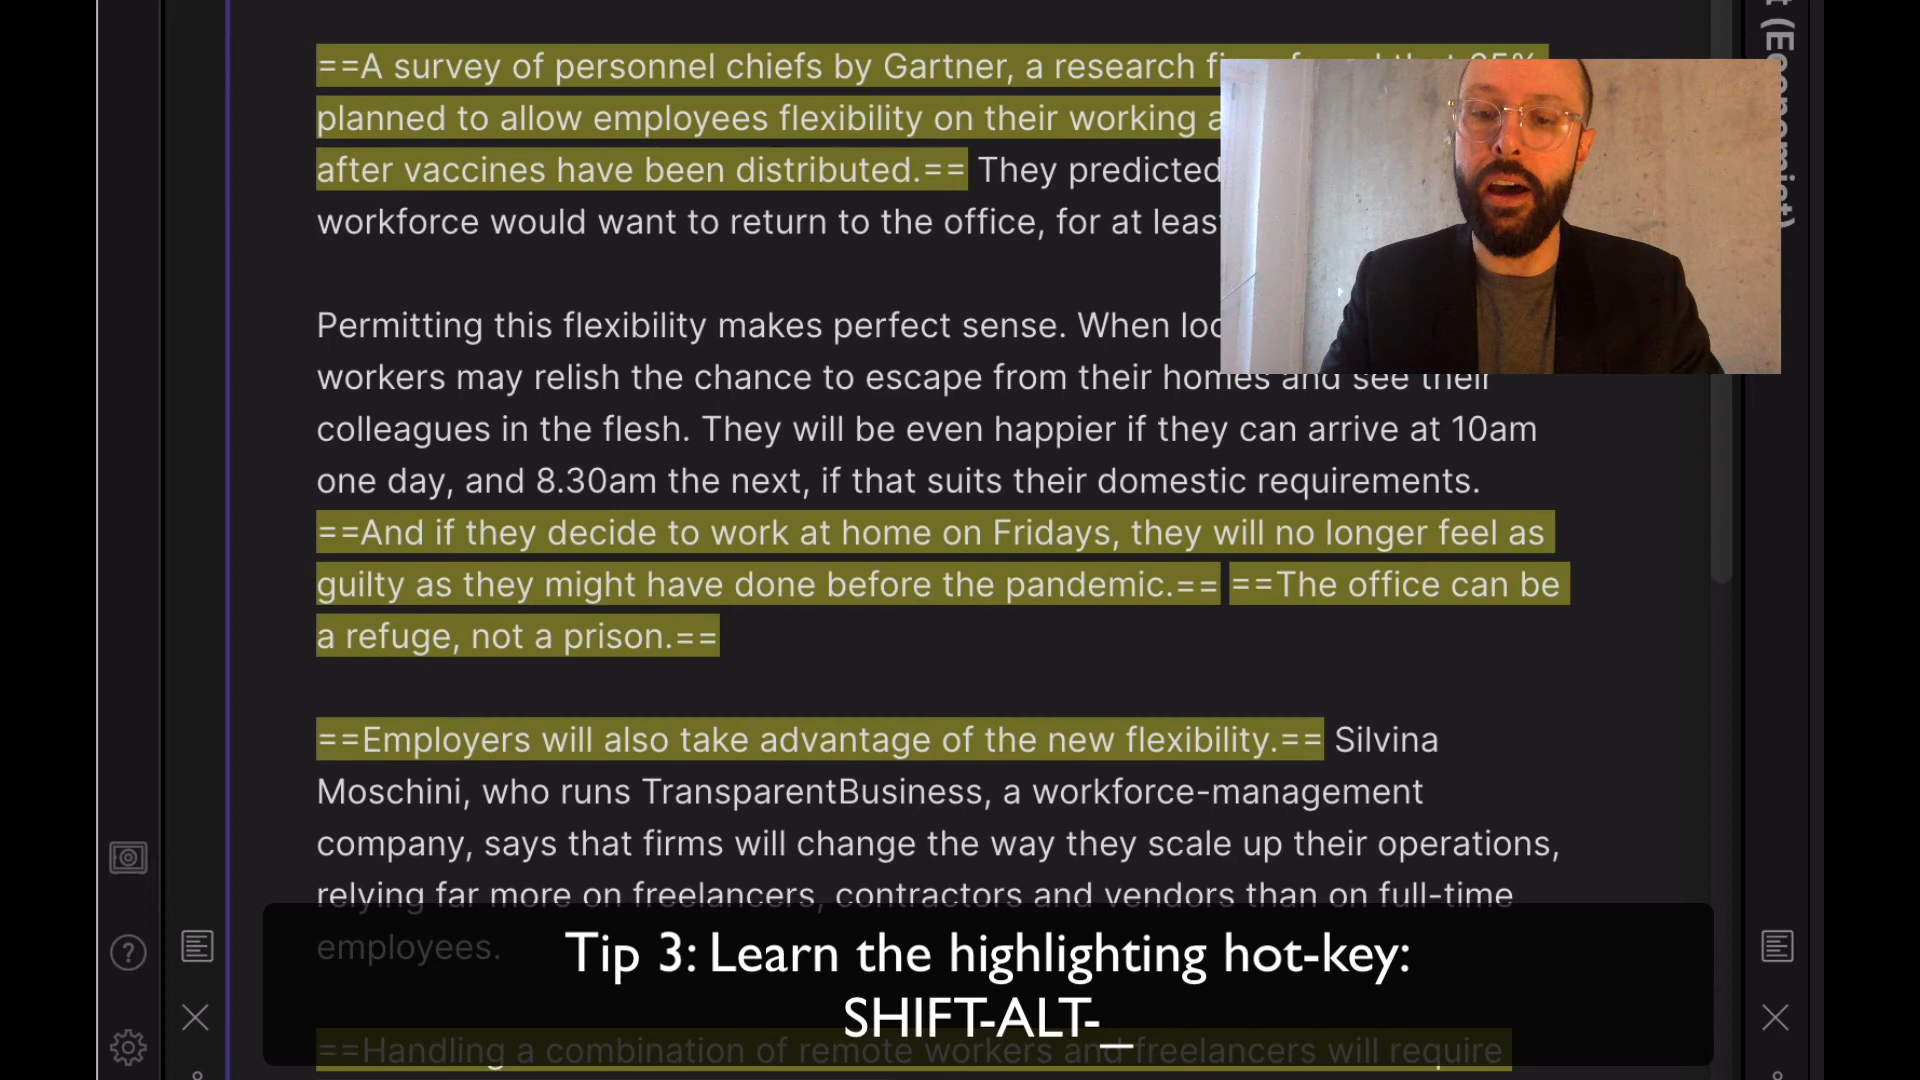 ==A survey of personnel chiefs by Gartner, a research
planned to allow employees flexibility on their working
after vaccines have been distributed.== They predicted
workforce would want to return to the office, for at
Permitting this flexibility makes perfect sense. When
workers may relish the chance to escape from their homes and see their
colleagues in the flesh. They will be even happier if they can arrive at 10am
one day, and 8.30am the next, if that suits their domestic requirements.
==And if they decide to work at home on Fridays, they will no longer feel as
guilty as they might have done before the pandemic.== ==The office can be
a refuge, not a prison.==
==Employers will also take advantage of the new flexibility.== Silvina
Moschini, who runs TransparentBusiness, a workforce-management
company, says that firms will change the way they scale up their operations,
relying far more on freelancers, contractors and vendors than on full-time
employees.
==Handling a combination of remote workers and freelancers will require
Tip 3: Learn the highlighting hot-key:
SHIFT-ALT-_
(Economist)